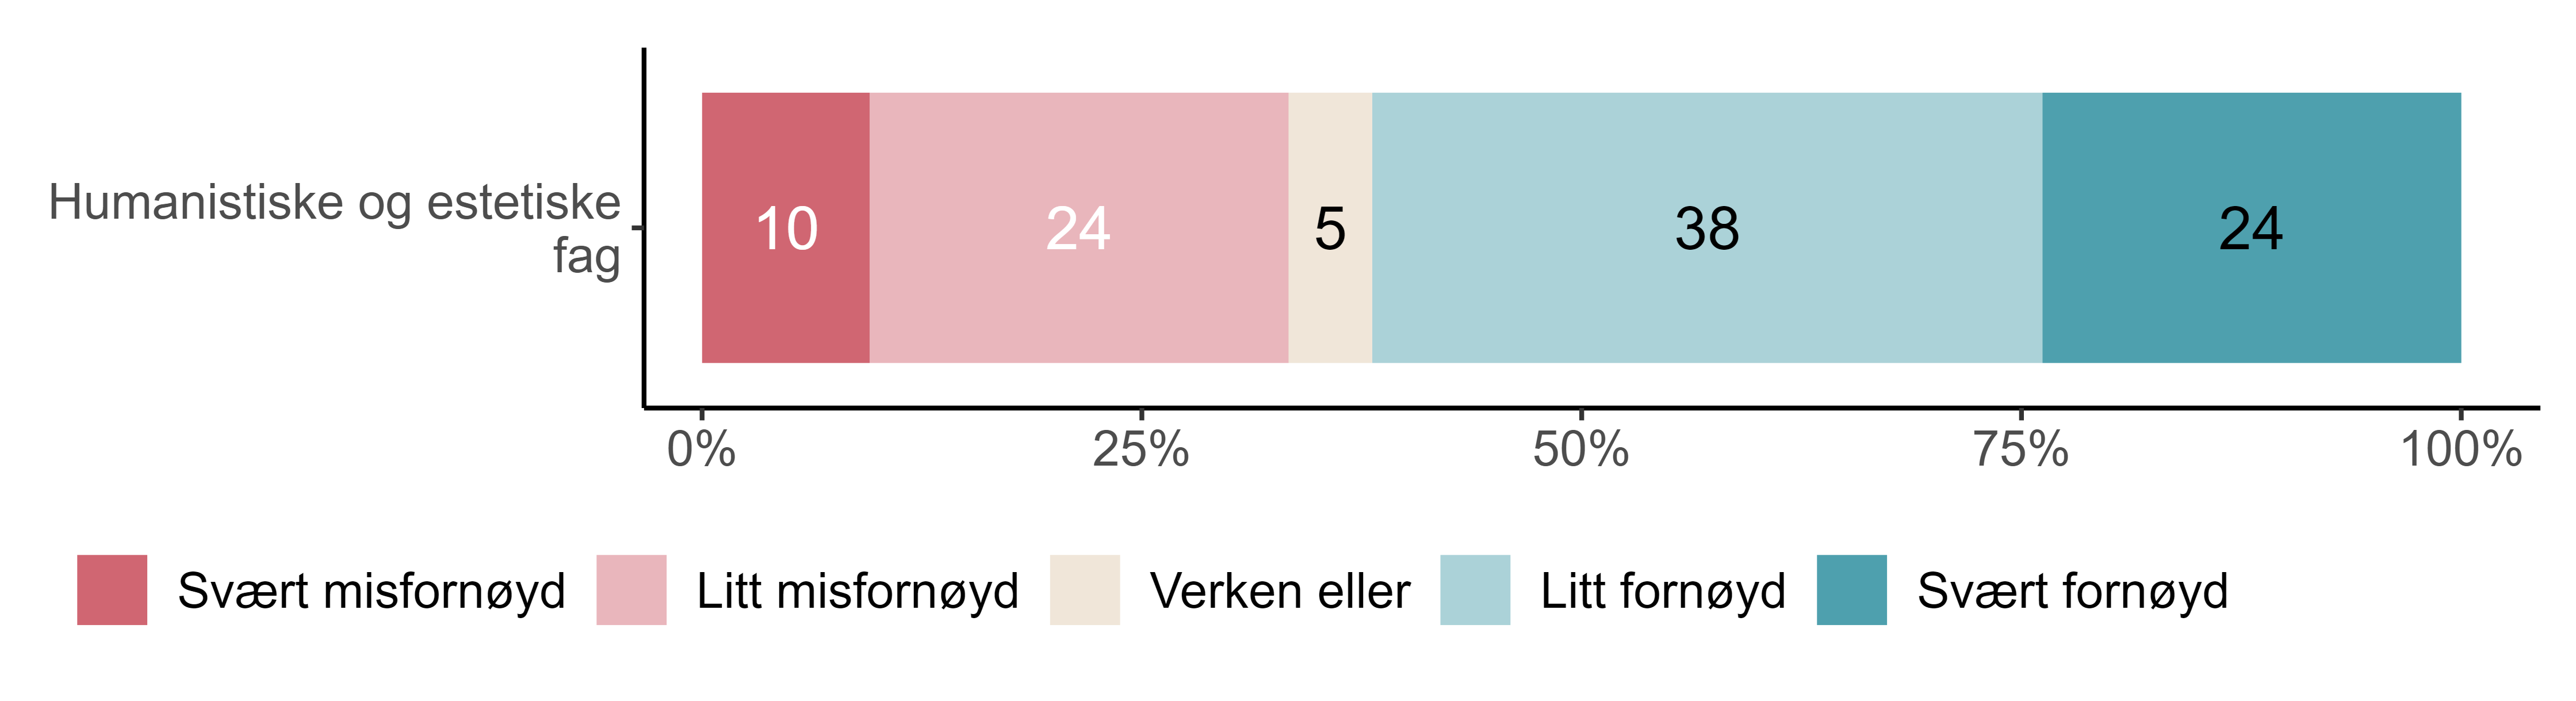 Humanistiske og estetiske
fag
10 24 5 38 24
0% 25% 50% 75% 100%
Svært misfornøyd Litt misfornøyd Verken eller Litt fornøyd Svært fornøyd